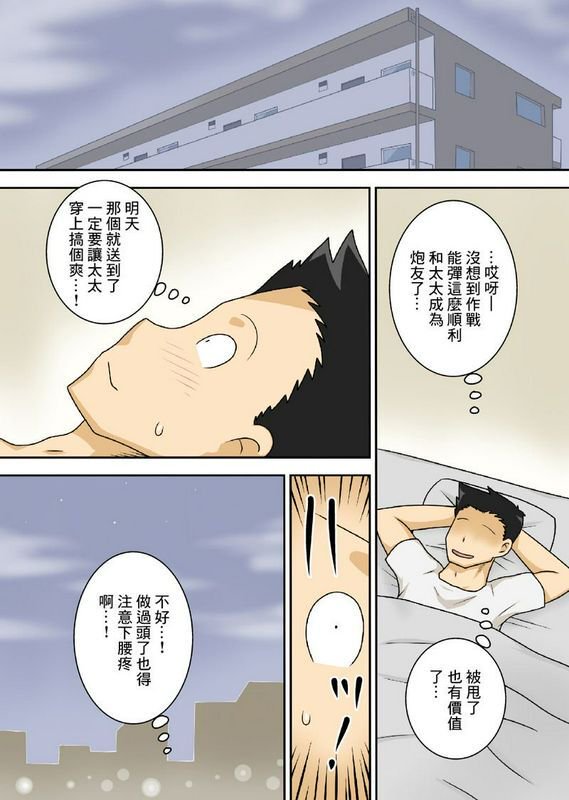 …哎呀—
沒想到作戰
能彈這麼順利
和太太成為
炮友了…
被甩了
也有價值
了…
明天
那個就送到了
一定要讓太太
穿上搞個爽…!
!!
!!
不好…!
做過頭了也得
注意下腰疼
啊…!